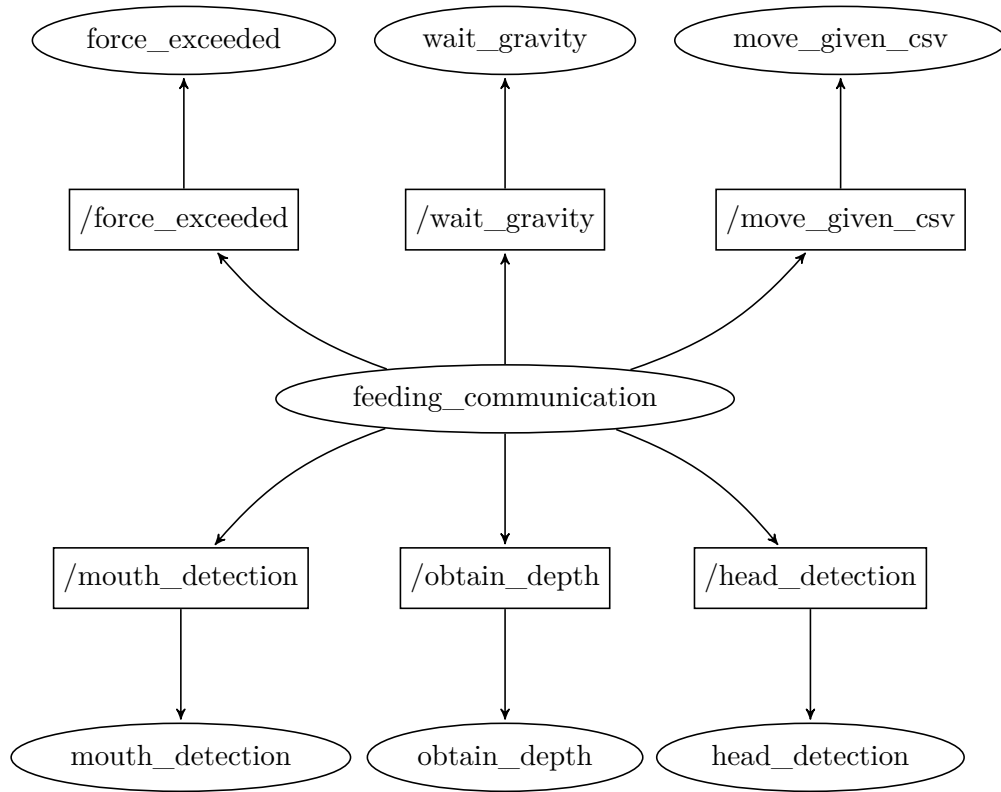 force_exceeded
wait_gravity
move_given_csv
/force_exceeded
/wait_gravity
/move_given_csv
feeding_communication
/mouth_detection
/obtain_depth
/head_detection
mouth_detection
obtain_depth
head_detection